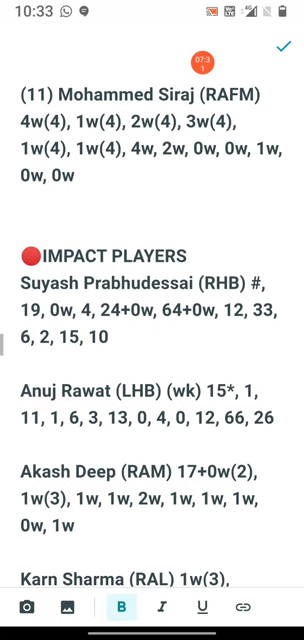 10:33
4G
07:3
1
(11) Mohammed Siraj (RAFM)
4w(4), 1w(4), 2w(4), 3w(4),
1w(4), 1w(4), 4w, 2w, 0w, 0w, 1w,
0w, 0w
🔴IMPACT PLAYERS
Suyash Prabhudessai (RHB) #,
19, 0w, 4, 24+0w, 64+0w, 12, 33,
6, 2, 15, 10
Anuj Rawat (LHB) (wk) 15*, 1,
11, 1, 6, 3, 13, 0, 4, 0, 12, 66, 26
Akash Deep (RAM) 17+0w(2),
1w(3), 1w, 1w, 2w, 1w, 1w, 1w,
0w, 1w
Karn Sharma (RAL) 1w(3),
B I U